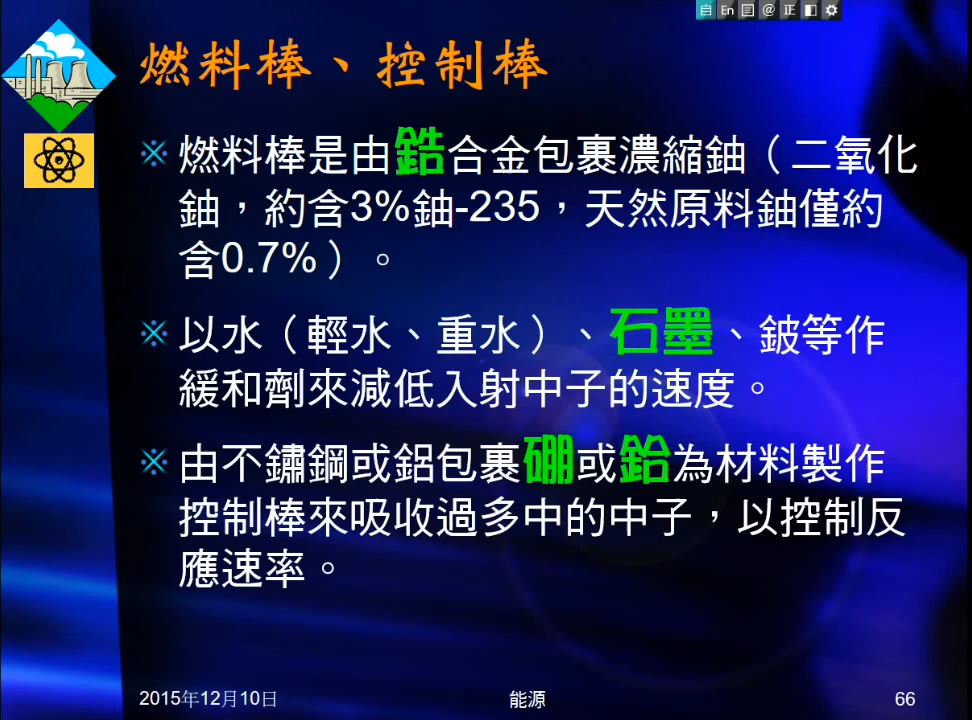 自 En @ 正
燃料棒、控制棒
※燃料棒是由鋯合金包裹濃縮鈾（二氧化
鈾，約含3%鈾-235，天然原料鈾僅約
含0.7%）。
※以水（輕水、重水）、石墨、鈹等作
緩和劑來減低入射中子的速度。
※由不鏽鋼或鋁包裹硼或鉿為材料製作
控制棒來吸收過多中的中子，以控制反
應速率。
2015年12月10日 能源 66